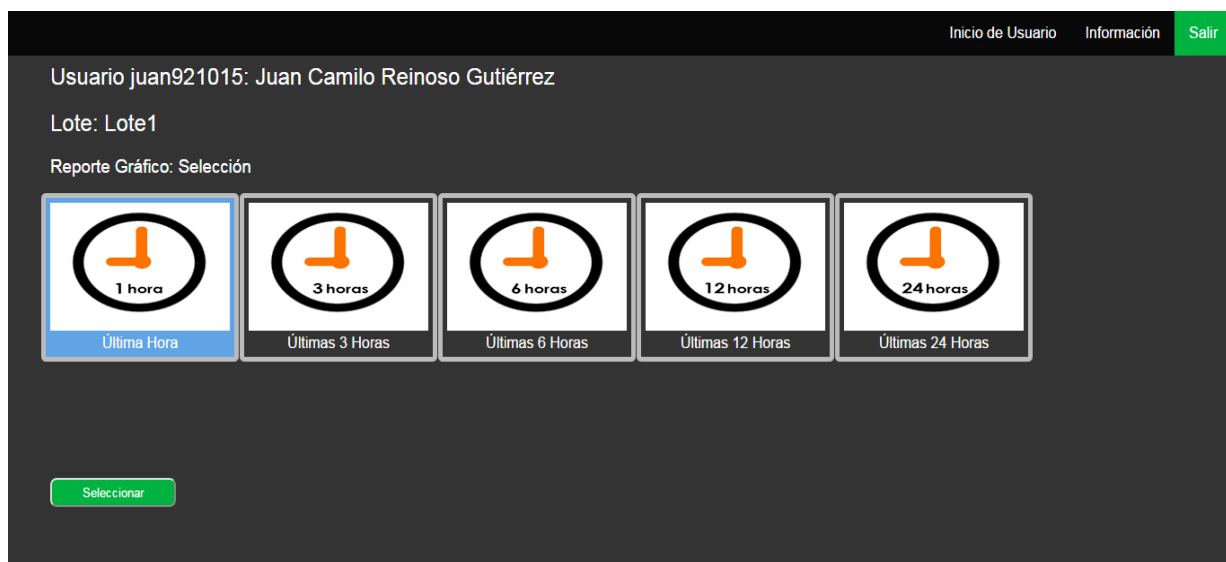 Inicio de Usuario Información Salir
Usuario juan921015: Juan Camilo Reinoso Gutiérrez
Lote: Lote1
Reporte Gráfico: Selección
1 hora 3 horas 6 horas 12 horas 24 horas
Última Hora Últimas 3 Horas Últimas 6 Horas Últimas 12 Horas Últimas 24 Horas
Seleccionar